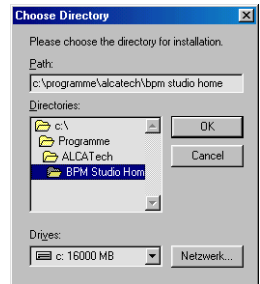 Choose Directory
Please choose the directory for installation.
Path:
c:\programme\alcatech\bpm studio home
Directories:
c:\
OK
Programme
ALCATech
Cancel
BPM Studio Hom
Drives:
c: 16000 MB
Netzwerk...